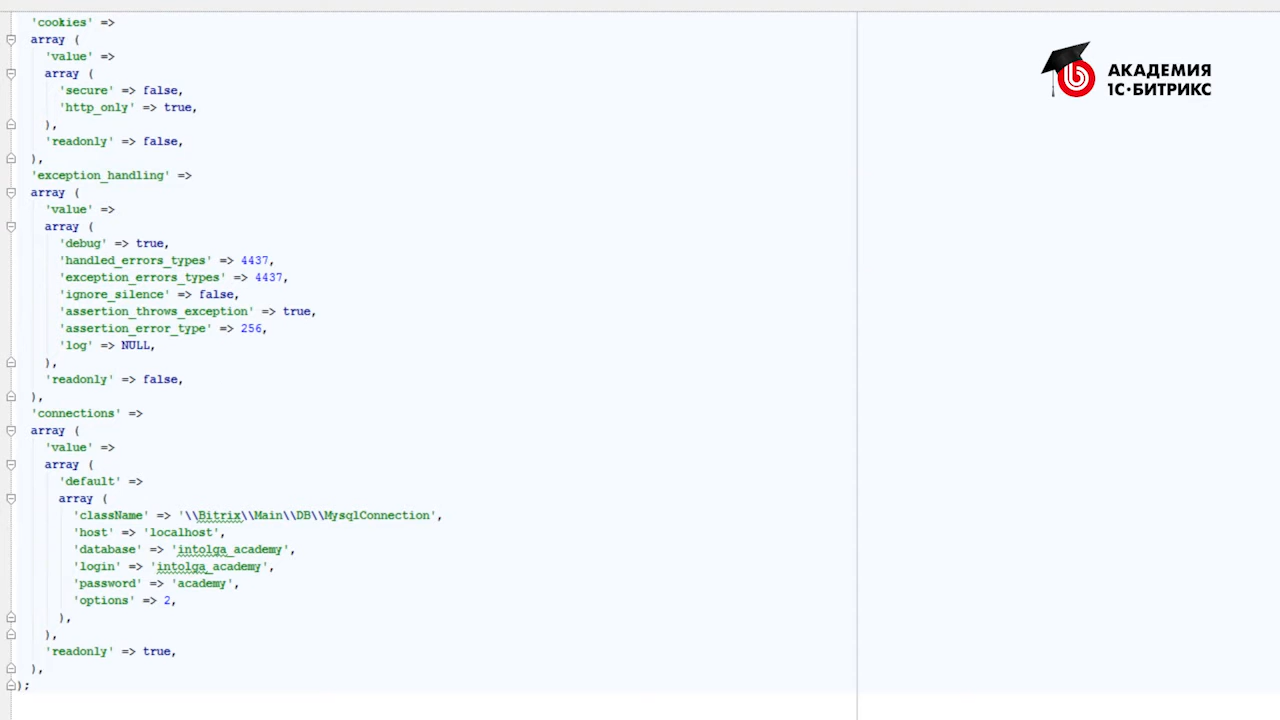 'cookies' =>
array (
'value' =>
array (
'secure' => false,
'http_only' => true,
),
'readonly' => false,
),
'exception_handling' =>
array (
'value' =>
array (
'debug' => true,
'handled_errors_types' => 4437,
'exception_errors_types' => 4437,
'ignore_silence' => false,
'assertion_throws_exception' => true,
'assertion_error_type' => 256,
'log' => NULL,
),
'readonly' => false,
),
'connections' =>
array (
'value' =>
array (
'default' =>
array (
'className' => '\\Bitrix\\Main\\DB\\MysqlConnection',
'host' => 'localhost',
'database' => 'intolga_academy',
'login' => 'intolga_academy',
'password' => 'academy',
'options' => 2,
),
),
'readonly' => true,
),
);
АКАДЕМИЯ
1С·БИТРИКС